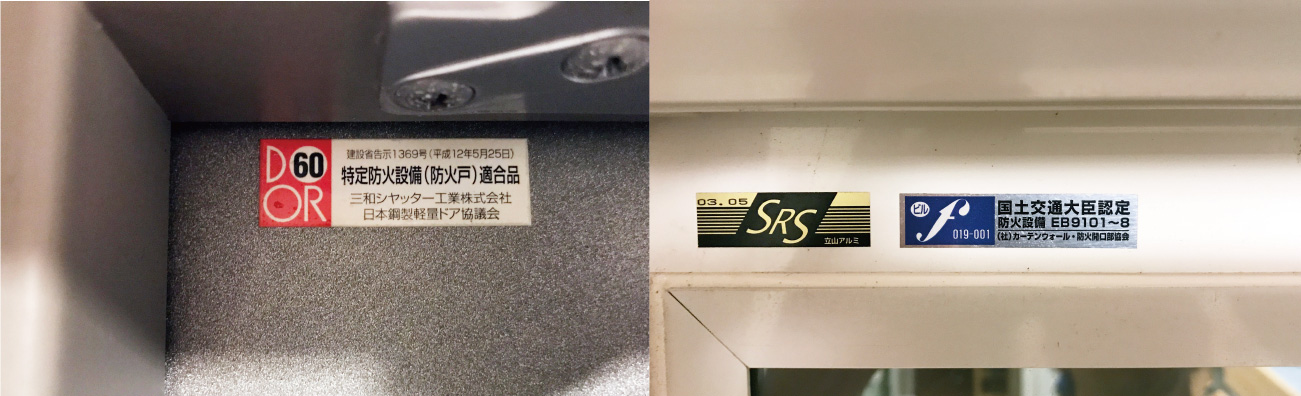 DOOR
60
建設省告示1369号(平成12年5月25日)
特定防火設備(防火戸)適合品
三和シヤッター工業株式会社
日本鋼製軽量ドア協議会
03.05
SRS
立山アルミ
ビル
f
019-001
国土交通大臣認定
防火設備 EB9101~8
(社)カーテンウォール・防火開口部協会